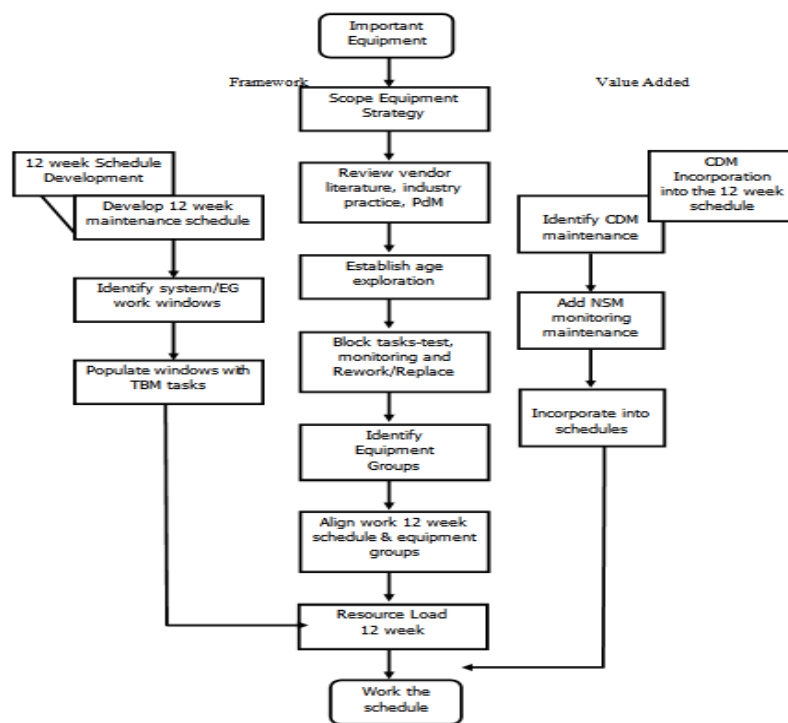 Important
Equipment
Framework
Value Added
Scope Equipment
Strategy
12 week Schedule
Development
Develop 12 week
maintenance schedule
Identify system/EG
work windows
Populate windows with
TBM tasks
Review vendor
literature, industry
practice, PdM
Establish age
exploration
Block tasks-test,
monitoring and
Rework/Replace
Identify
Equipment
Groups
Align work 12 week
schedule & equipment
groups
Resource Load
12 week
Work the
schedule
CDM
Incorporation
into the 12 week
schedule
Identify CDM
maintenance
Add NSM
monitoring
maintenance
Incorporate into
schedules